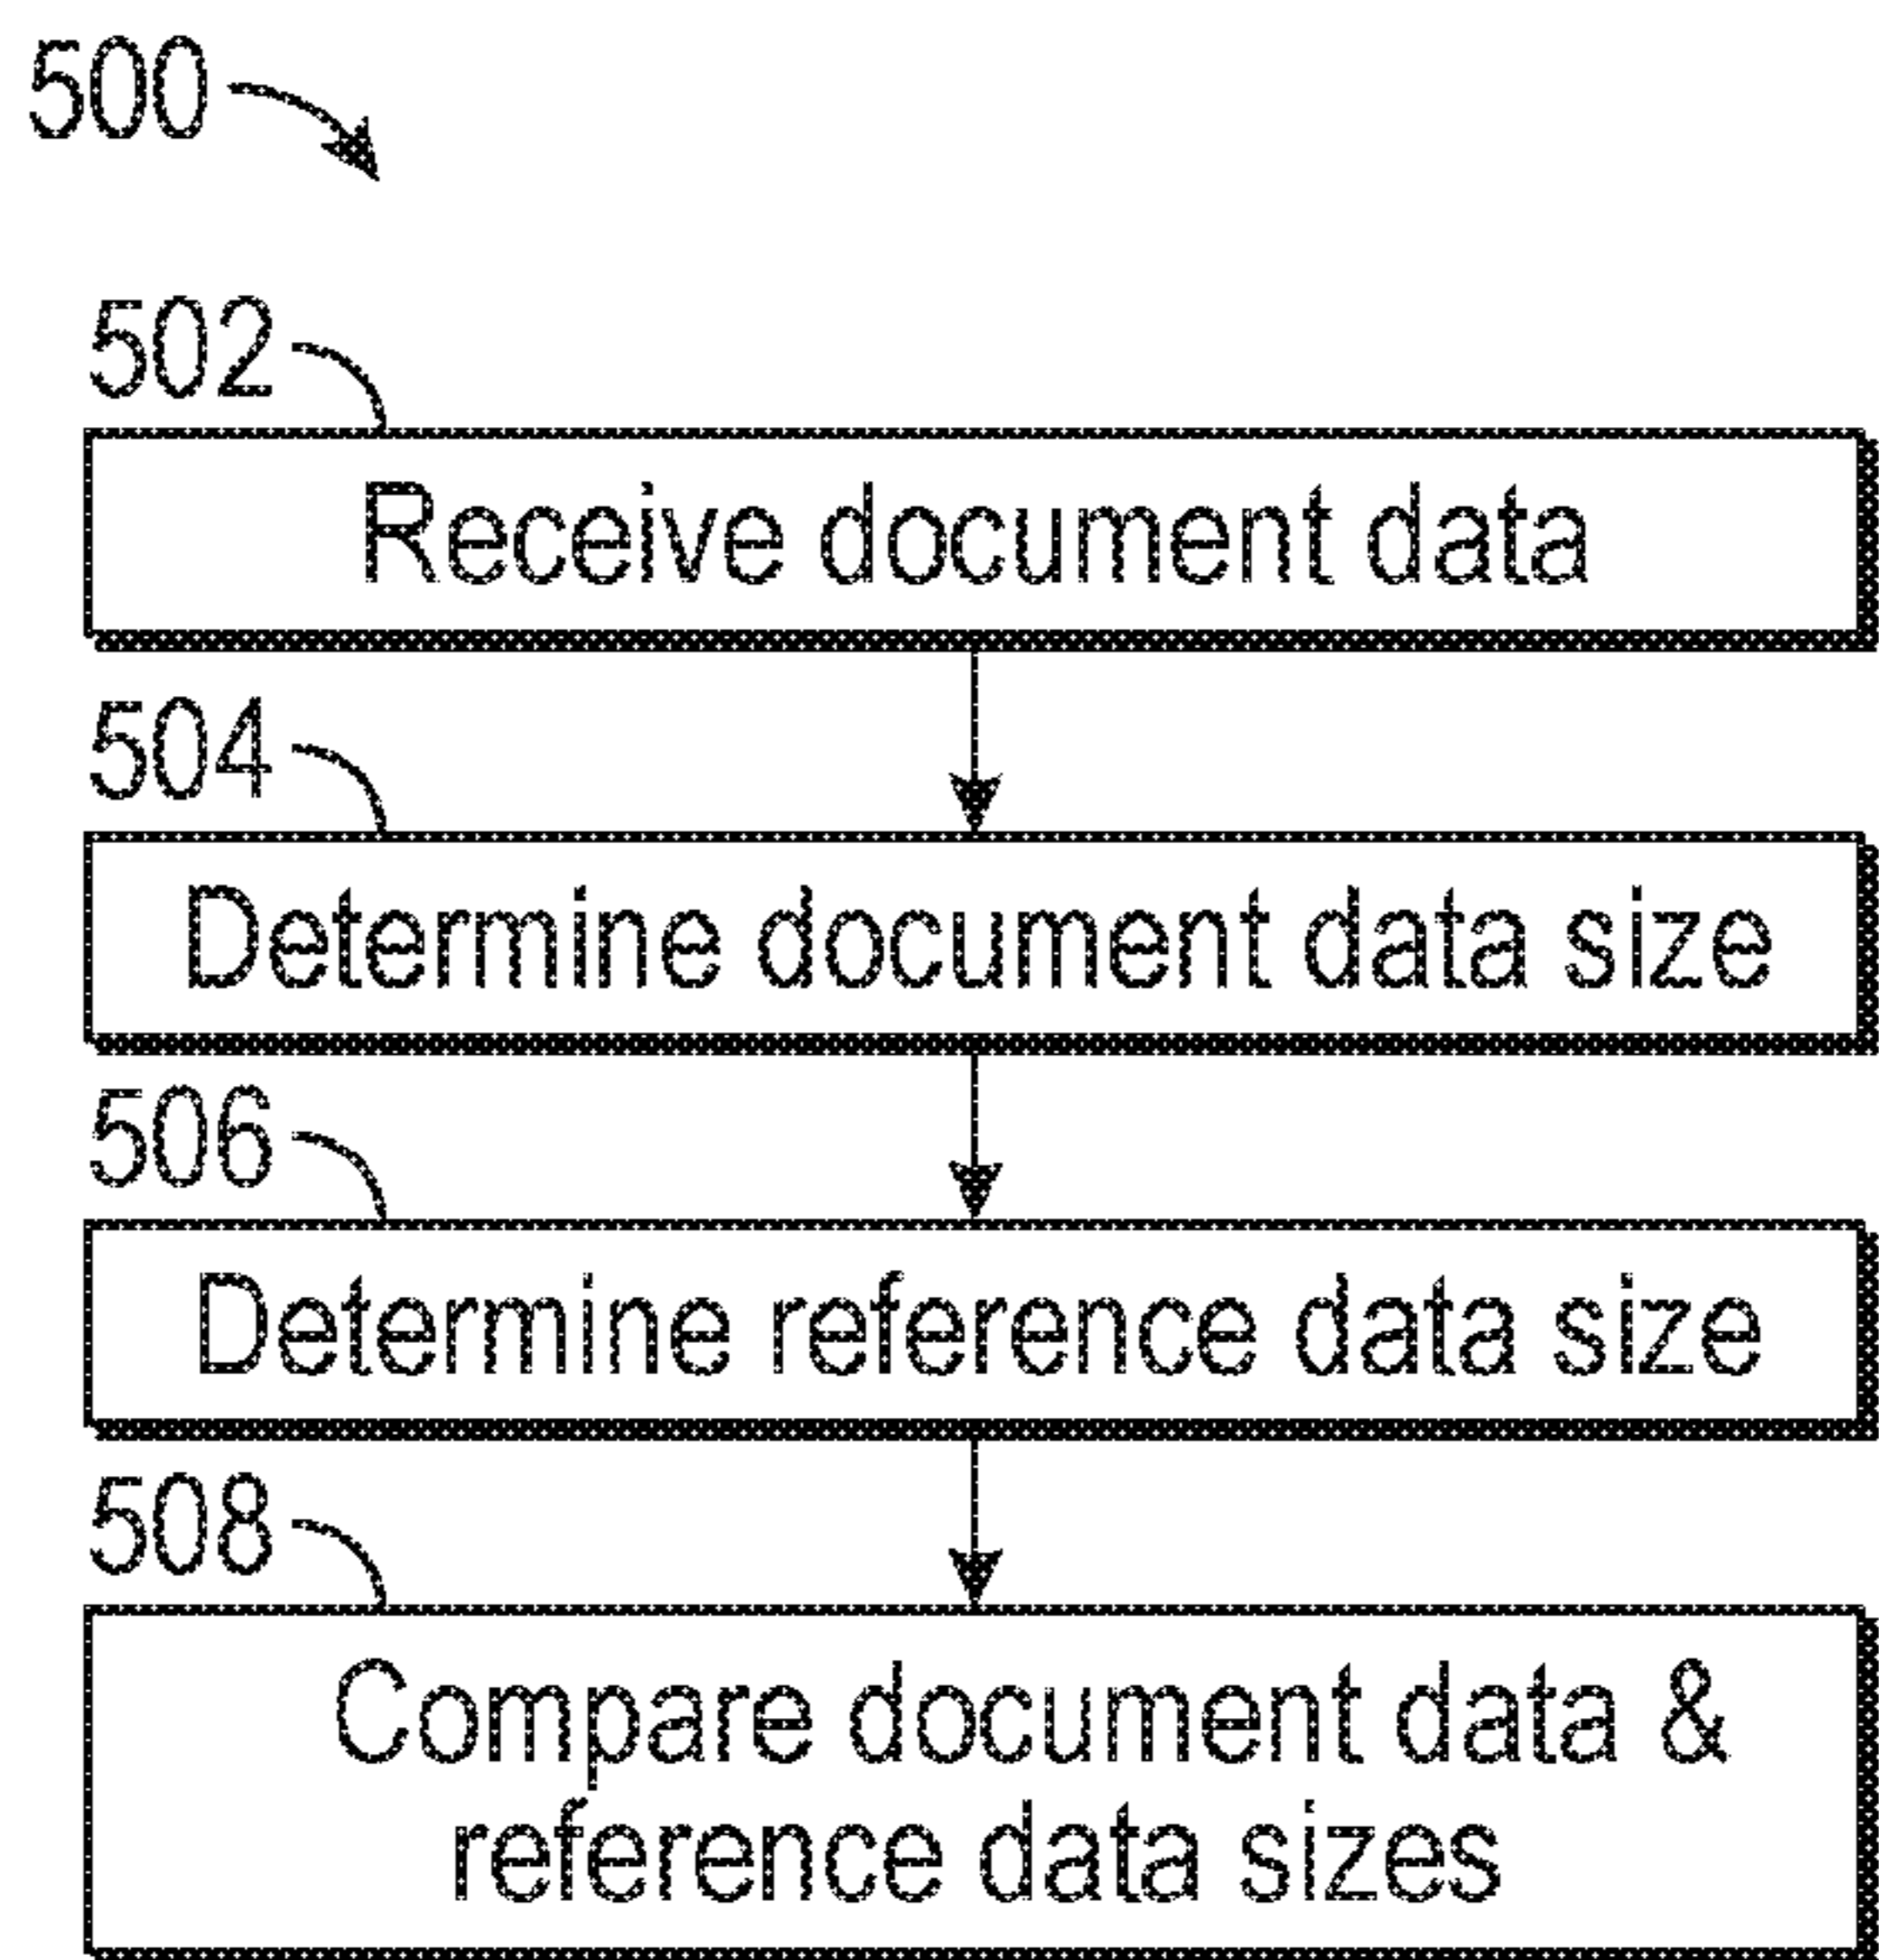 500
502
Receive document data
504
Determine document data size
506
Determine reference data size
508
Compare document data &
reference data sizes